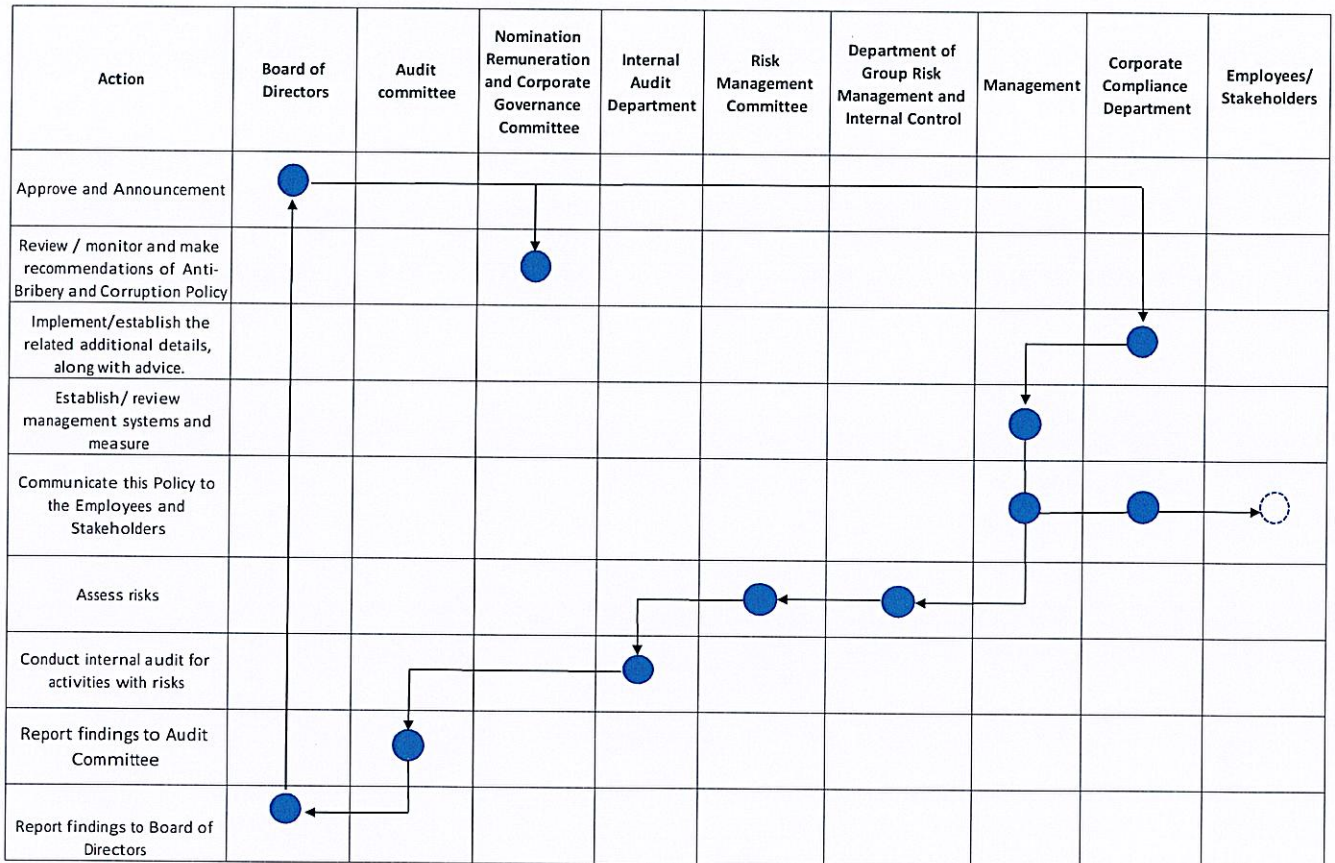 Action
Board of
Directors
Audit
committee
Nomination
Remuneration
and Corporate
Governance
Committee
Internal
Audit
Department
Risk
Management
Committee
Department of
Group Risk
Management and
Internal Control
Management
Corporate
Compliance
Department
Employees/
Stakeholders
Approve and Announcement
Review / monitor and make
recommendations of Anti-
Bribery and Corruption Policy
Implement/establish the
related additional details,
along with advice.
Establish/ review
management systems and
measure
Communicate this Policy to
the Employees and
Stakeholders
Assess risks
Conduct internal audit for
activities with risks
Report findings to Audit
Committee
Report findings to Board of
Directors